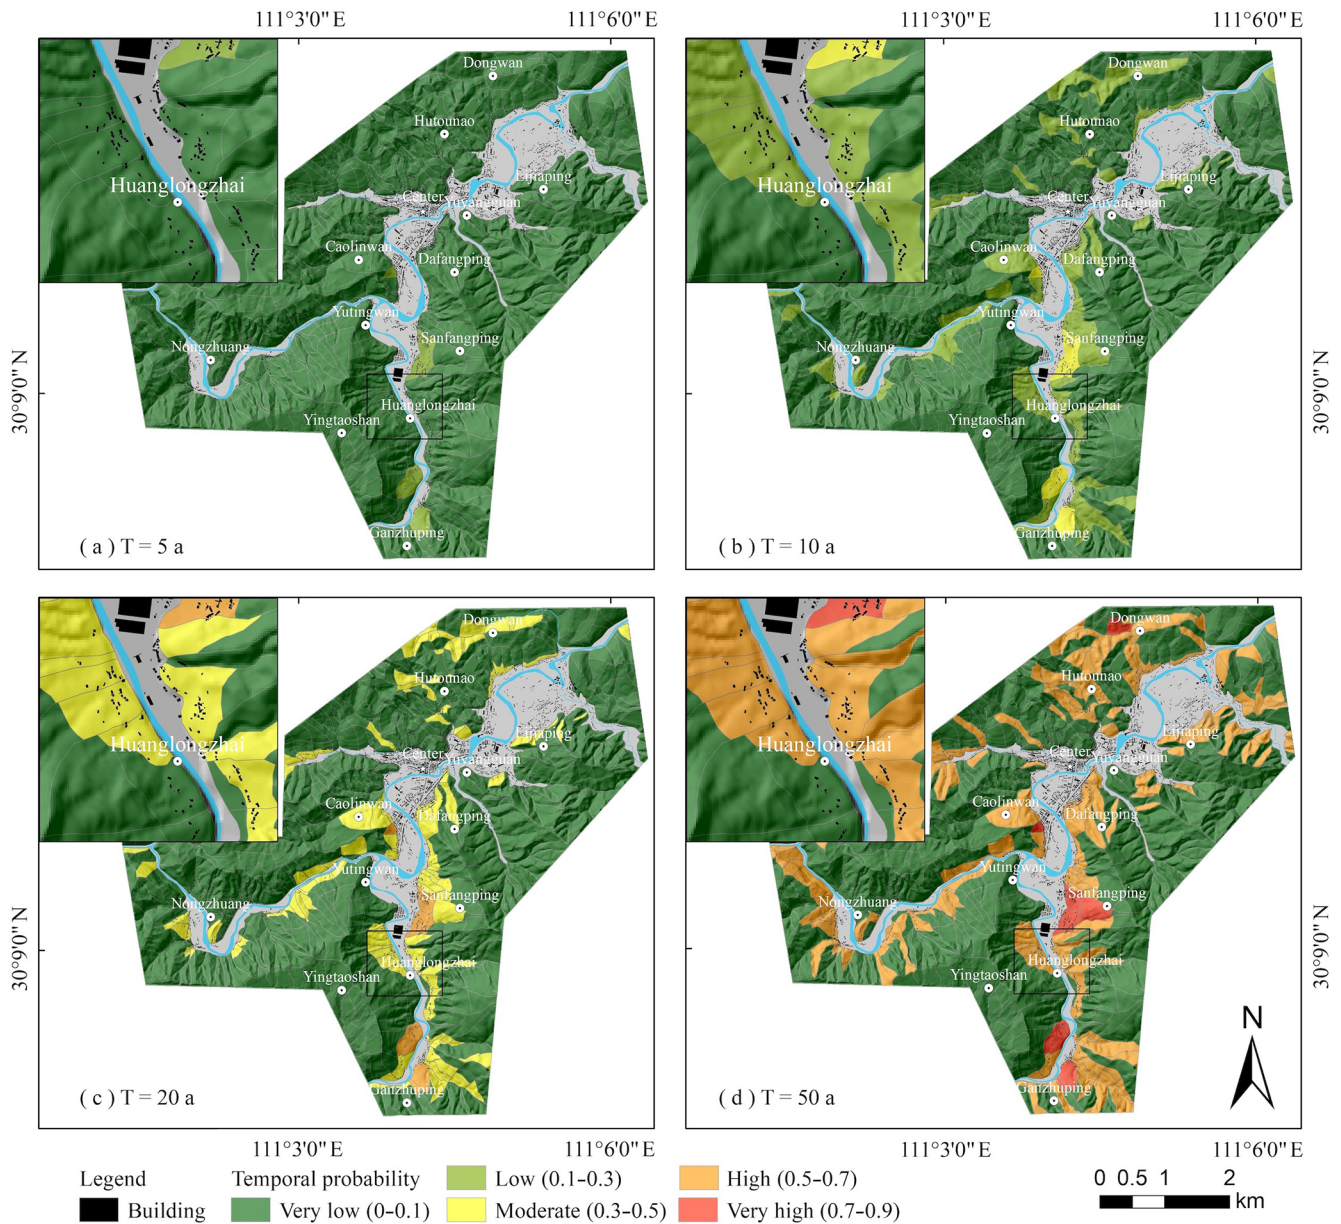 111°3'0" E
111°6'0" E
111°3'0" E
111°6'0" E
30°9'0" N
30°9'0" N
Huanglongzhai
Dongwan
Hutounao
Lijiaping
Center
Yuyangguan
Caolinwan
Dafangping
Yutingwan
Sanfangping
Nongzhuang
Huanglongzhai
Yingtaoshan
Ganzhuping
( a ) T = 5 a
Huanglongzhai
Dongwan
Hutounao
Lijiaping
Center
Yuyangguan
Caolinwan
Dafangping
Yutingwan
Sanfangping
Nongzhuang
Huanglongzhai
Yingtaoshan
Ganzhuping
( b ) T = 10 a
30°9'0" N
30°9'0" N
Huanglongzhai
Dongwan
Hutounao
Lijiaping
Center
Yuyangguan
Caolinwan
Dafangping
Yutingwan
Sanfangping
Nongzhuang
Huanglongzhai
Yingtaoshan
Ganzhuping
( c ) T = 20 a
Huanglongzhai
Dongwan
Hutounao
Lijiaping
Center
Yuyangguan
Caolinwan
Dafangping
Yutingwan
Sanfangping
Nongzhuang
Huanglongzhai
Yingtaoshan
Ganzhuping
( d ) T = 50 a
N
111°3'0" E
111°6'0" E
111°3'0" E
111°6'0" E
Legend
Building
Temporal probability
Very low (0–0.1)
Low (0.1–0.3)
Moderate (0.3–0.5)
High (0.5–0.7)
Very high (0.7–0.9)
0 0.5 1 2
km